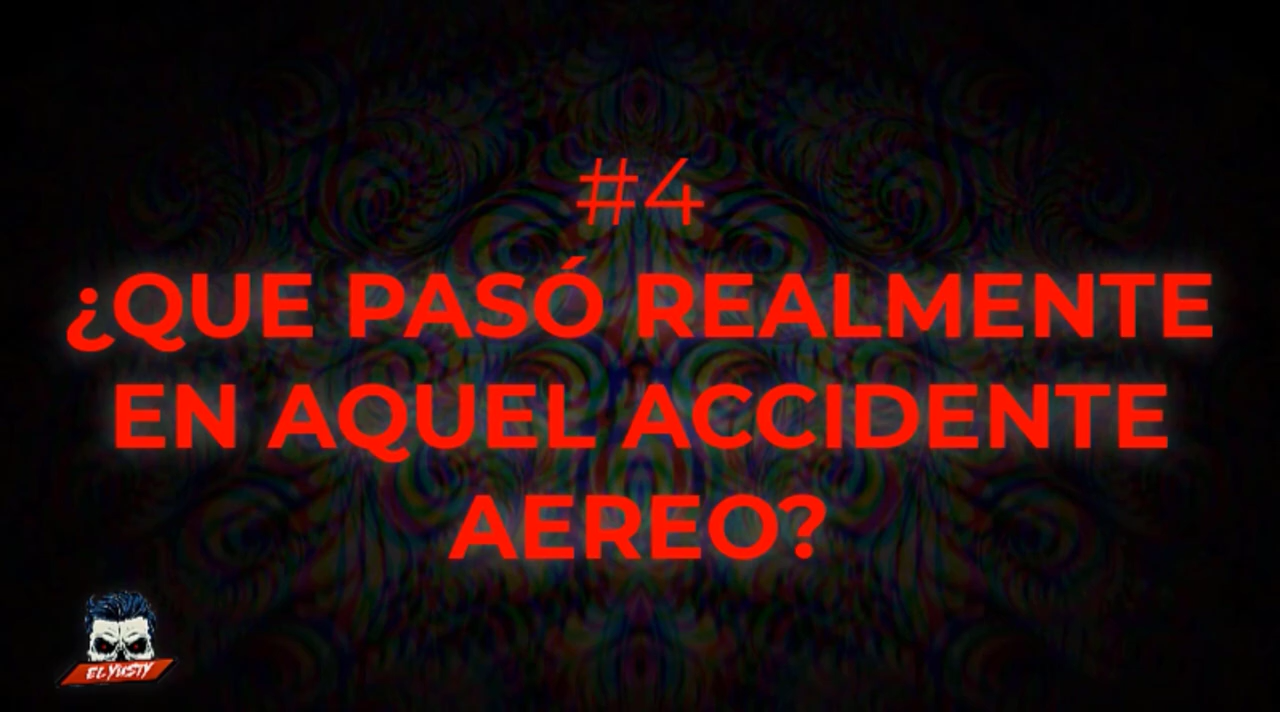 #4
¿QUE PASÓ REALMENTE
EN AQUEL ACCIDENTE
AEREO?
EL YUSTY